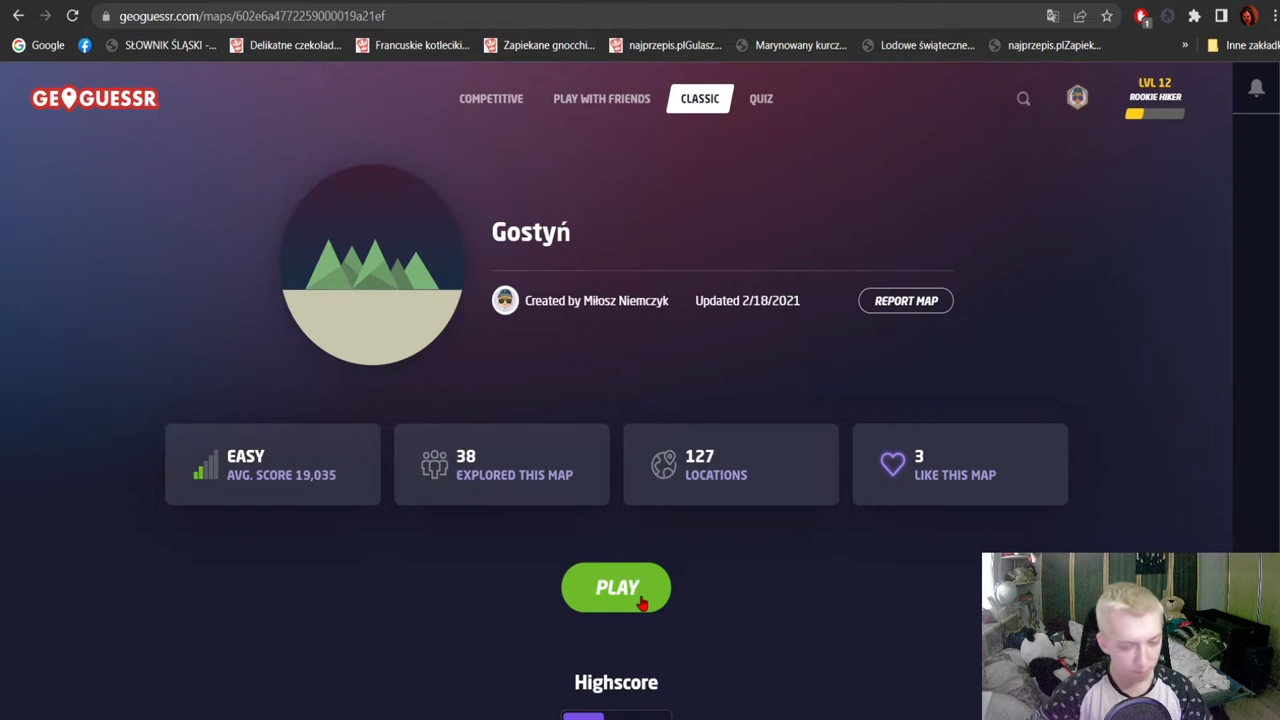 geoguessr.com/maps/602e6a4772259000019a21ef
1
Google
SŁOWNIK ŚLĄSKI -...
Delikatne czekolad...
Francuskie kotleciki...
Zapiekane gnocchi...
najprzepis.plGulasz...
Marynowany kurcz...
Lodowe świąteczne...
najprzepis.plZapiek...
»
Inne zakład
GEOGUESSR
COMPETITIVE
PLAY WITH FRIENDS
CLASSIC
QUIZ
LVL 12
ROOKIE HIKER
Gostyń
Created by Miłosz Niemczyk
Updated 2/18/2021
REPORT MAP
EASY
AVG. SCORE 19,035
38
EXPLORED THIS MAP
127
LOCATIONS
3
LIKE THIS MAP
PLAY
Highscore